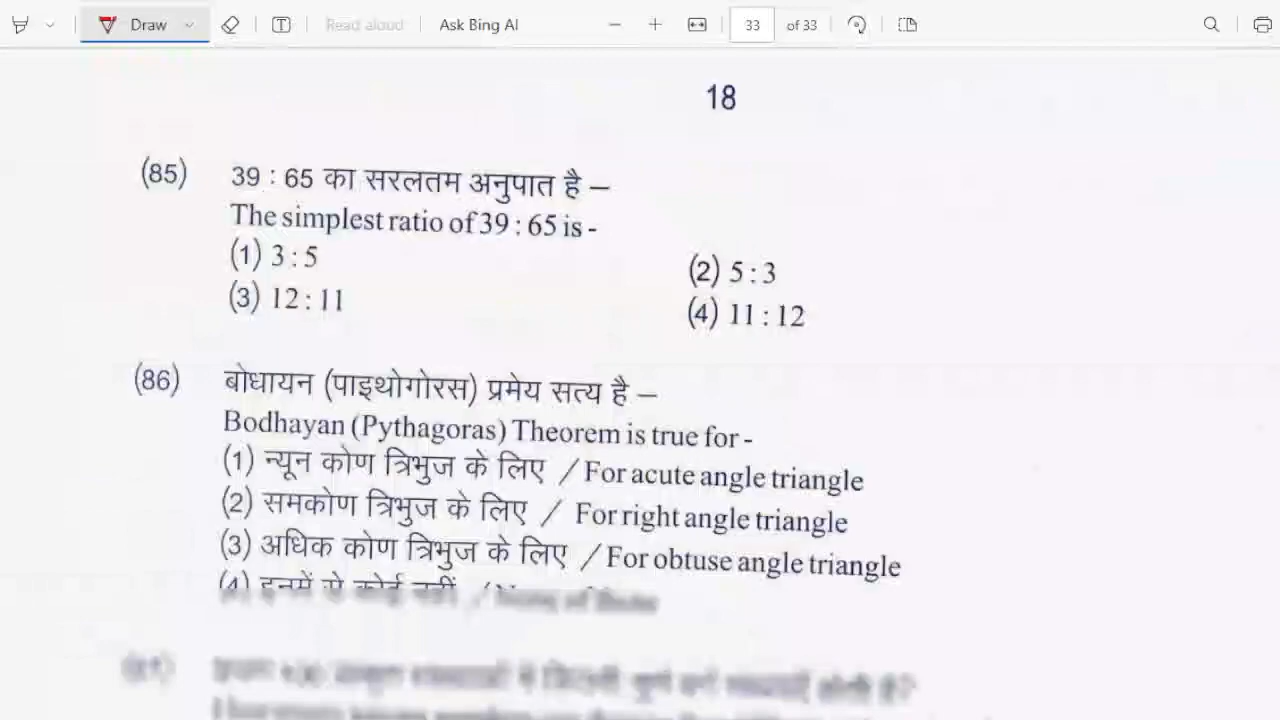 Draw
Read aloud
Ask Bing AI
33 of 33
18
(85) 39 : 65 का सरलतम अनुपात है –
The simplest ratio of 39 : 65 is -
(1) 3 : 5 (2) 5 : 3
(3) 12 : 11 (4) 11 : 12
(86) बोधायन (पाइथोगोरस) प्रमेय सत्य है –
Bodhayan (Pythagoras) Theorem is true for -
(1) न्यून कोण त्रिभुज के लिए / For acute angle triangle
(2) समकोण त्रिभुज के लिए / For right angle triangle
(3) अधिक कोण त्रिभुज के लिए / For obtuse angle triangle
(4) इनमें से कोई नहीं /